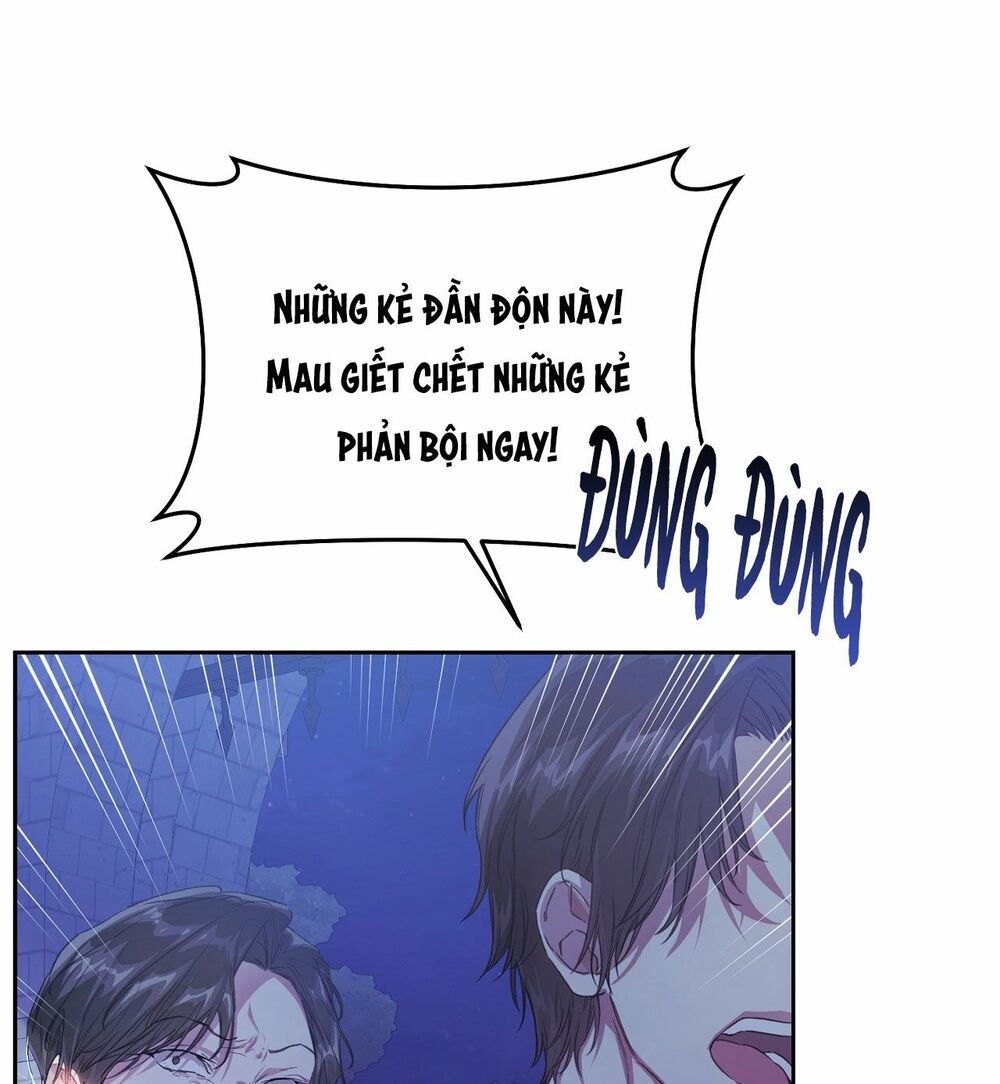 NHỮNG KẺ ĐẦN ĐỘN NÀY!
MAU GIẾT CHẾT NHỮNG KẺ
PHẢN BỘI NGAY!
ĐÙNG ĐÙNG